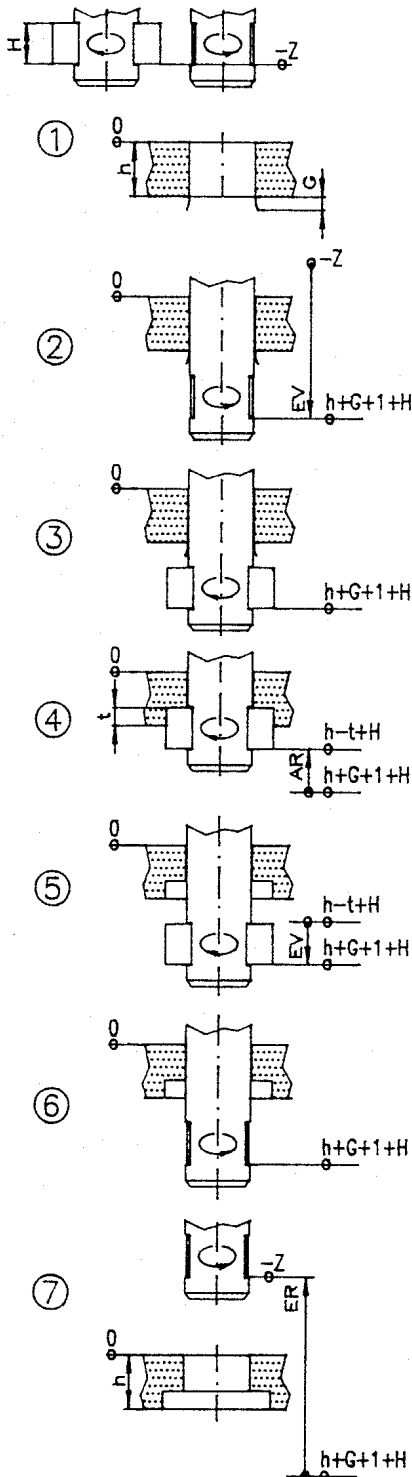 H
-Z
① 0
h
G
-Z
0
②
EV
h+G+1+H
0
③
h+G+1+H
0
t
④
h-t+H
AR
h+G+1+H
0
⑤
h-t+H
EV
h+G+1+H
0
⑥
h+G+1+H
-Z
ER
⑦
0
h
h+G+1+H